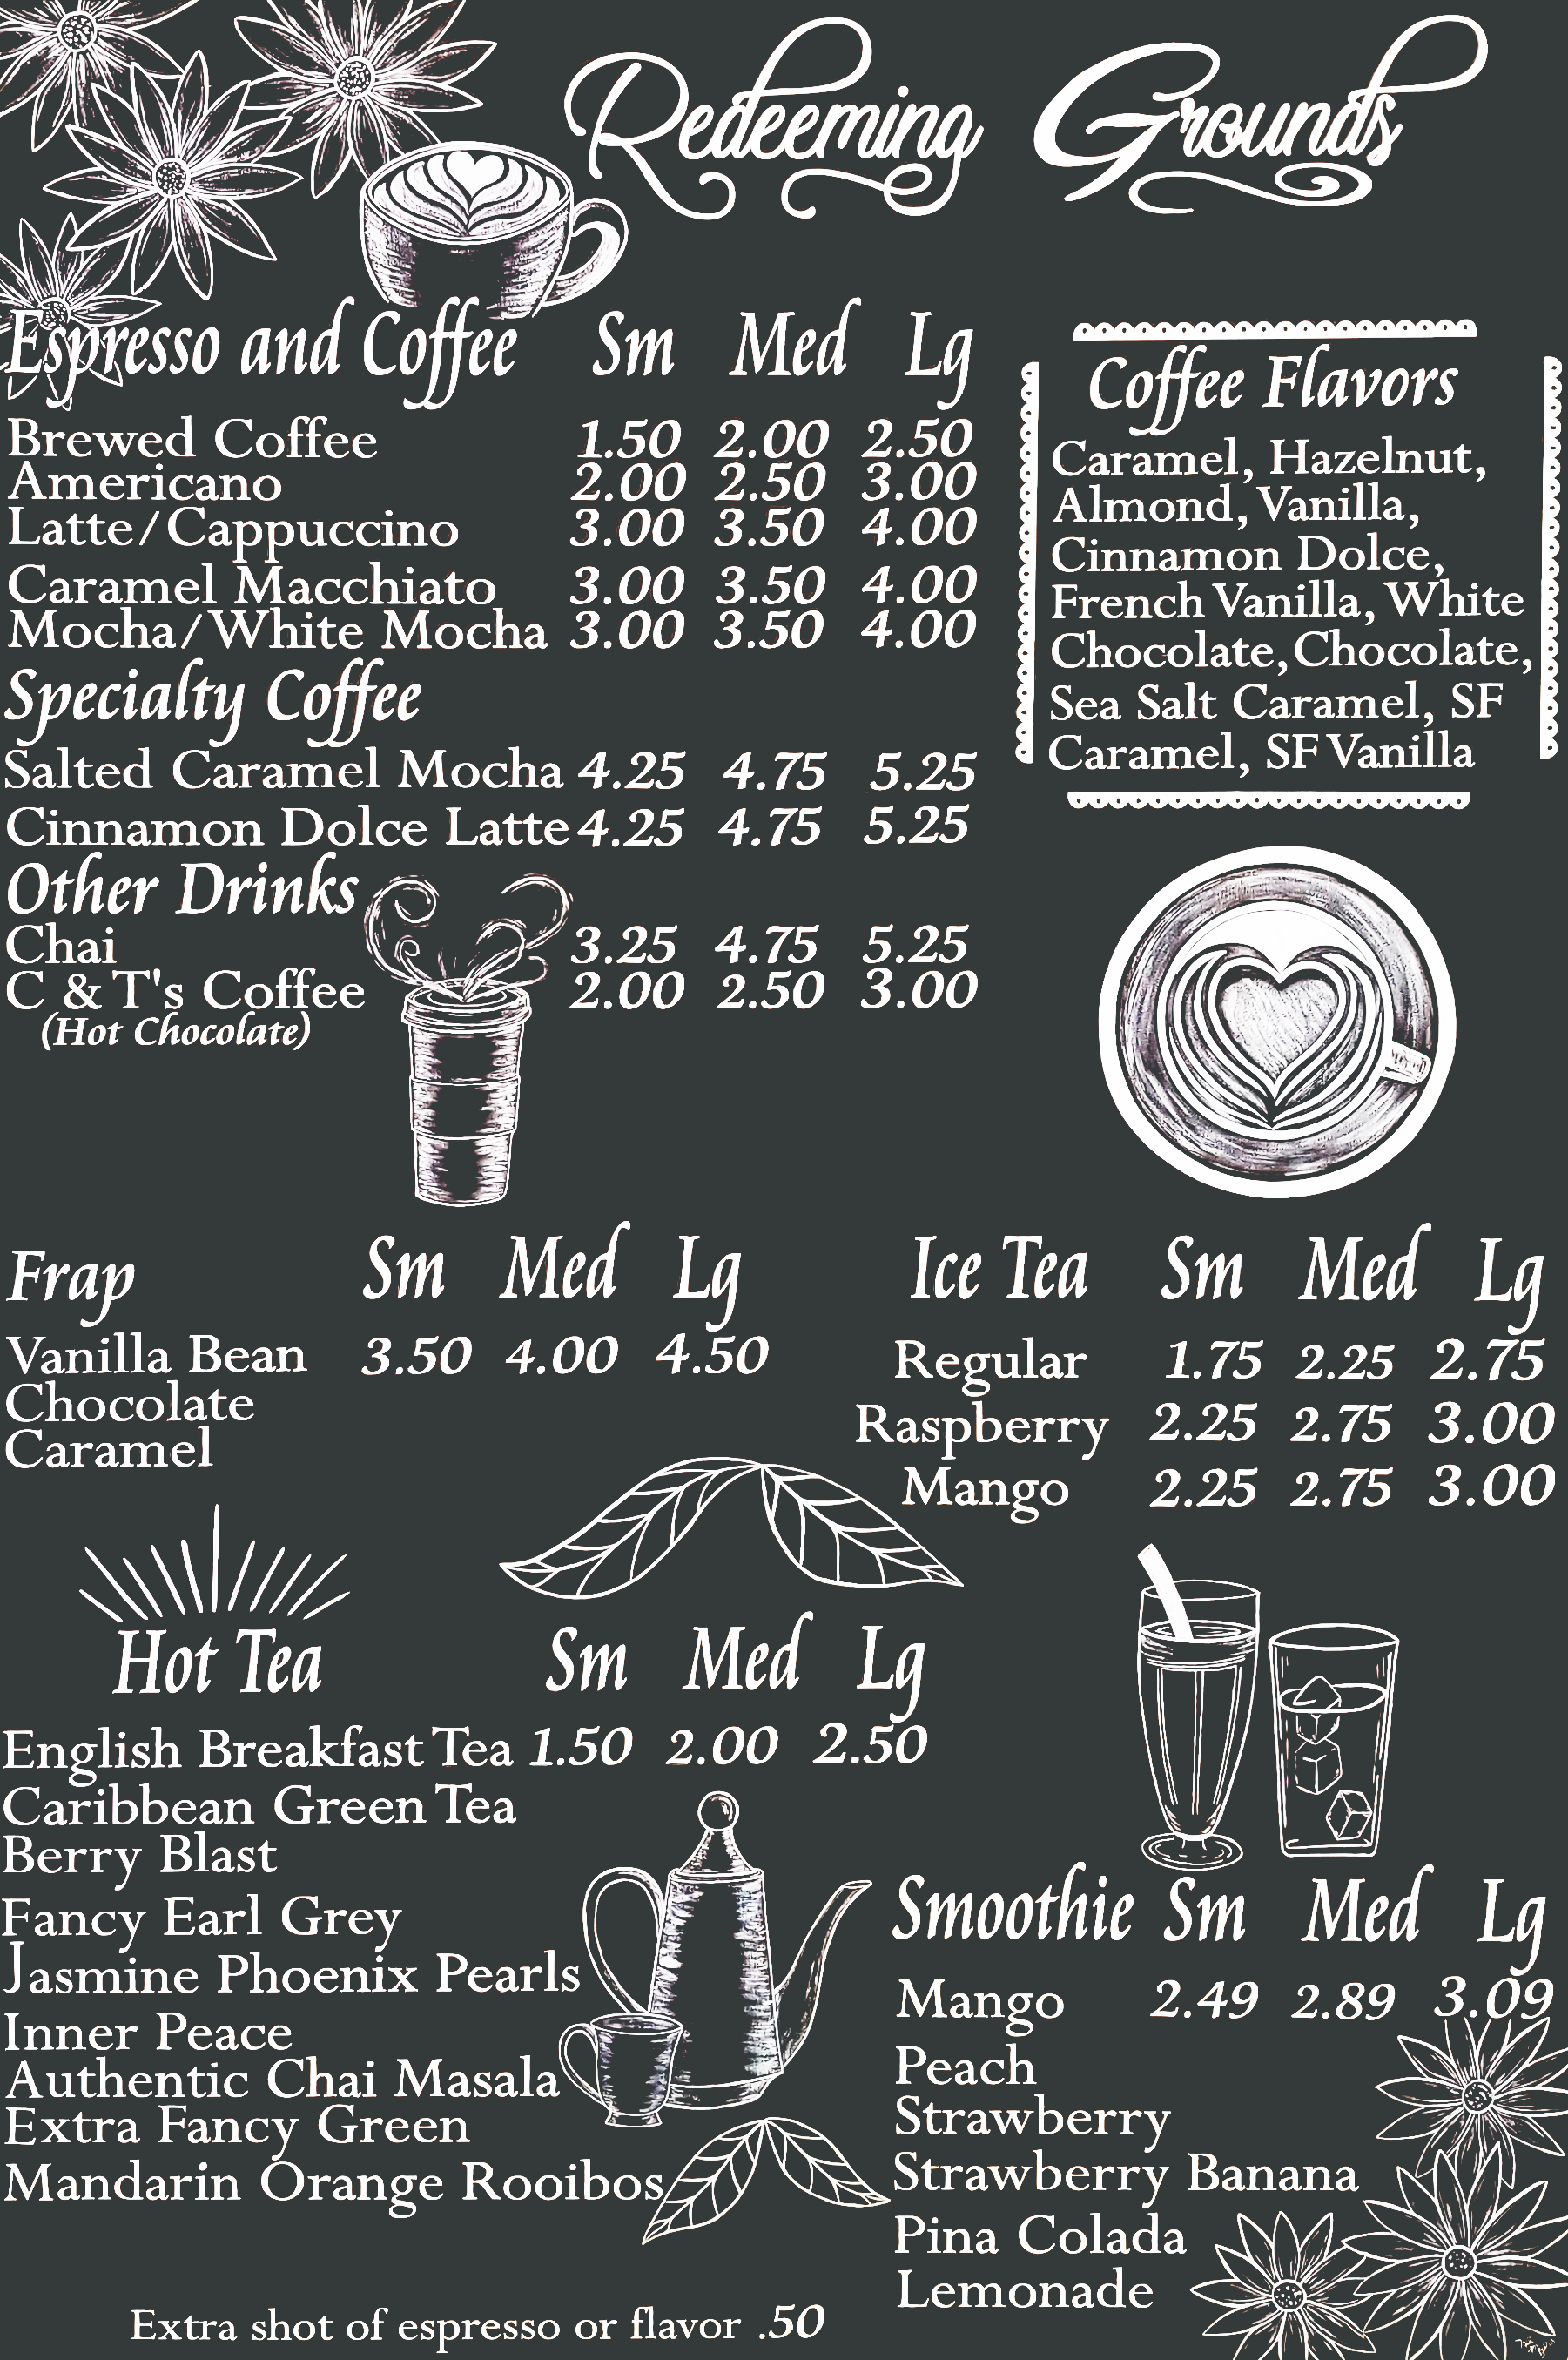 Redeeming Grounds
Espresso and Coffee Sm Med Lg
Brewed Coffee 1.50 2.00 2.50
Americano 2.00 2.50 3.00
Latte/Cappuccino 3.00 3.50 4.00
Caramel Macchiato 3.00 3.50 4.00
Mocha/White Mocha 3.00 3.50 4.00
Specialty Coffee
Salted Caramel Mocha 4.25 4.75 5.25
Cinnamon Dolce Latte 4.25 4.75 5.25
Other Drinks
Chai 3.25 4.75 5.25
C & T's Coffee 2.00 2.50 3.00
(Hot Chocolate)
Coffee Flavors
Caramel, Hazelnut,
Almond, Vanilla,
Cinnamon Dolce,
French Vanilla, White
Chocolate, Chocolate,
Sea Salt Caramel, SF
Caramel, SF Vanilla
Frap Sm Med Lg
Vanilla Bean 3.50 4.00 4.50
Chocolate
Caramel
Ice Tea Sm Med Lg
Regular 1.75 2.25 2.75
Raspberry 2.25 2.75 3.00
Mango 2.25 2.75 3.00
Hot Tea Sm Med Lg
English Breakfast Tea 1.50 2.00 2.50
Caribbean Green Tea
Berry Blast
Fancy Earl Grey
Jasmine Phoenix Pearls
Inner Peace
Authentic Chai Masala
Extra Fancy Green
Mandarin Orange Rooibos
Smoothie Sm Med Lg
Mango 2.49 2.89 3.09
Peach
Strawberry
Strawberry Banana
Pina Colada
Lemonade
Extra shot of espresso or flavor .50